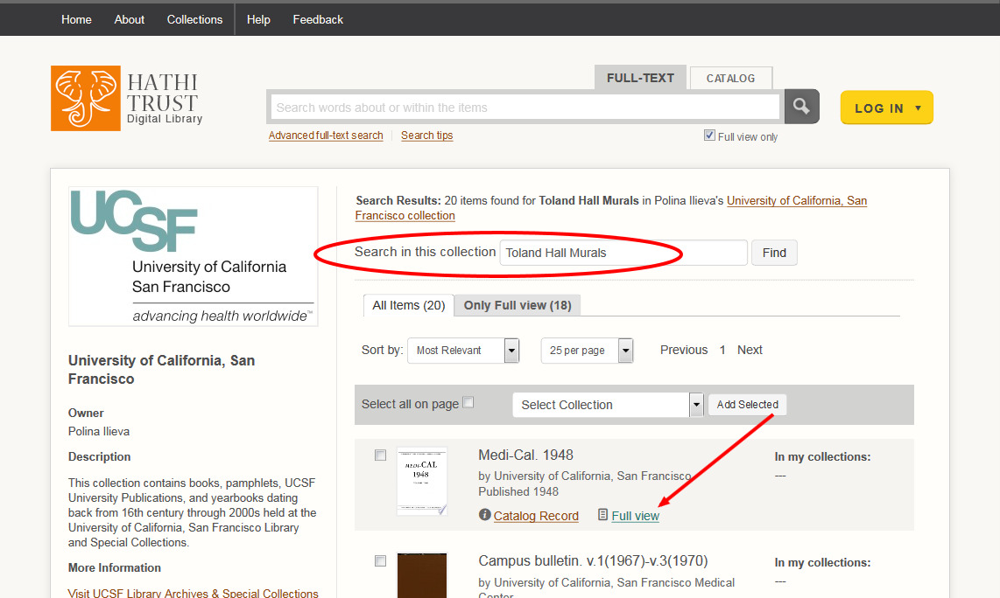 Home About Collections Help Feedback
HATHI
TRUST
Digital Library
FULL-TEXT CATALOG
Search words about or within the items
LOG IN
Advanced full-text search Search tips
Full view only
UCSF
University of California
San Francisco
advancing health worldwide™
University of California, San
Francisco
Owner
Polina Ilieva
Description
This collection contains books, pamphlets, UCSF
University Publications, and yearbooks dating
back from 16th century through 2000s held at the
University of California, San Francisco Library
and Special Collections.
More Information
Visit UCSF Library Archives & Special Collections
Search Results: 20 items found for Toland Hall Murals in Polina Ilieva's University of California, San
Francisco collection
Search in this collection Toland Hall Murals Find
All Items (20) Only Full view (18)
Sort by: Most Relevant 25 per page Previous 1 Next
Select all on page Select Collection Add Selected
MEDI-CAL
1948
Medi-Cal. 1948
by University of California, San Francisco
Published 1948
Catalog Record Full view
In my collections:
---
Campus bulletin. v.1(1967)-v.3(1970)
by University of California, San Francisco Medical
Center
In my collections:
---